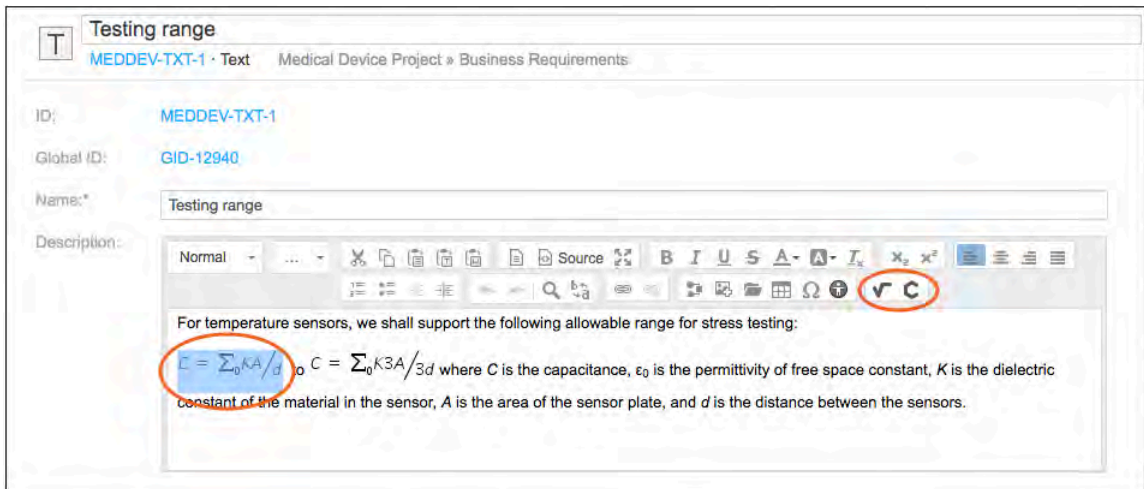 T
Testing range
MEDDEV-TXT-1 · Text Medical Device Project » Business Requirements
ID: MEDDEV-TXT-1
Global ID: GID-12940
Name:* Testing range
Description:
Normal ... Source B I U S A A Tx X₂ X²
Ω √ C
For temperature sensors, we shall support the following allowable range for stress testing:
C = ∑₀KA/d to C = ∑₀K3A/3d where C is the capacitance, ε₀ is the permittivity of free space constant, K is the dielectric
constant of the material in the sensor, A is the area of the sensor plate, and d is the distance between the sensors.